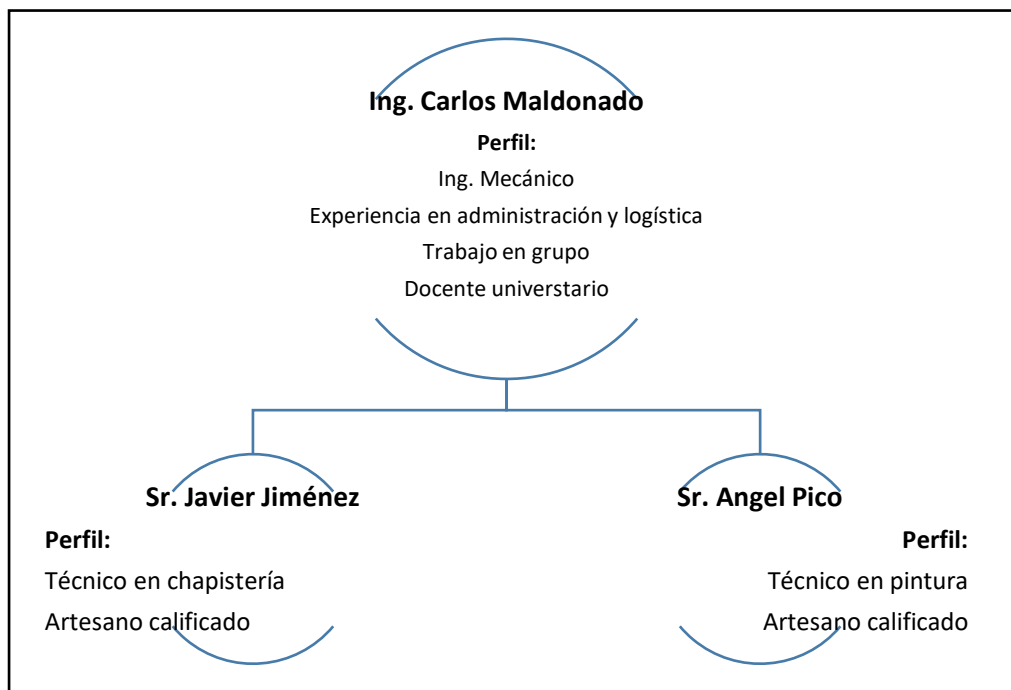 Ing. Carlos Maldonado
Perfil:
Ing. Mecánico
Experiencia en administración y logística
Trabajo en grupo
Docente universtario
Sr. Javier Jiménez
Perfil:
Técnico en chapistería
Artesano calificado
Sr. Angel Pico
Perfil:
Técnico en pintura
Artesano calificado